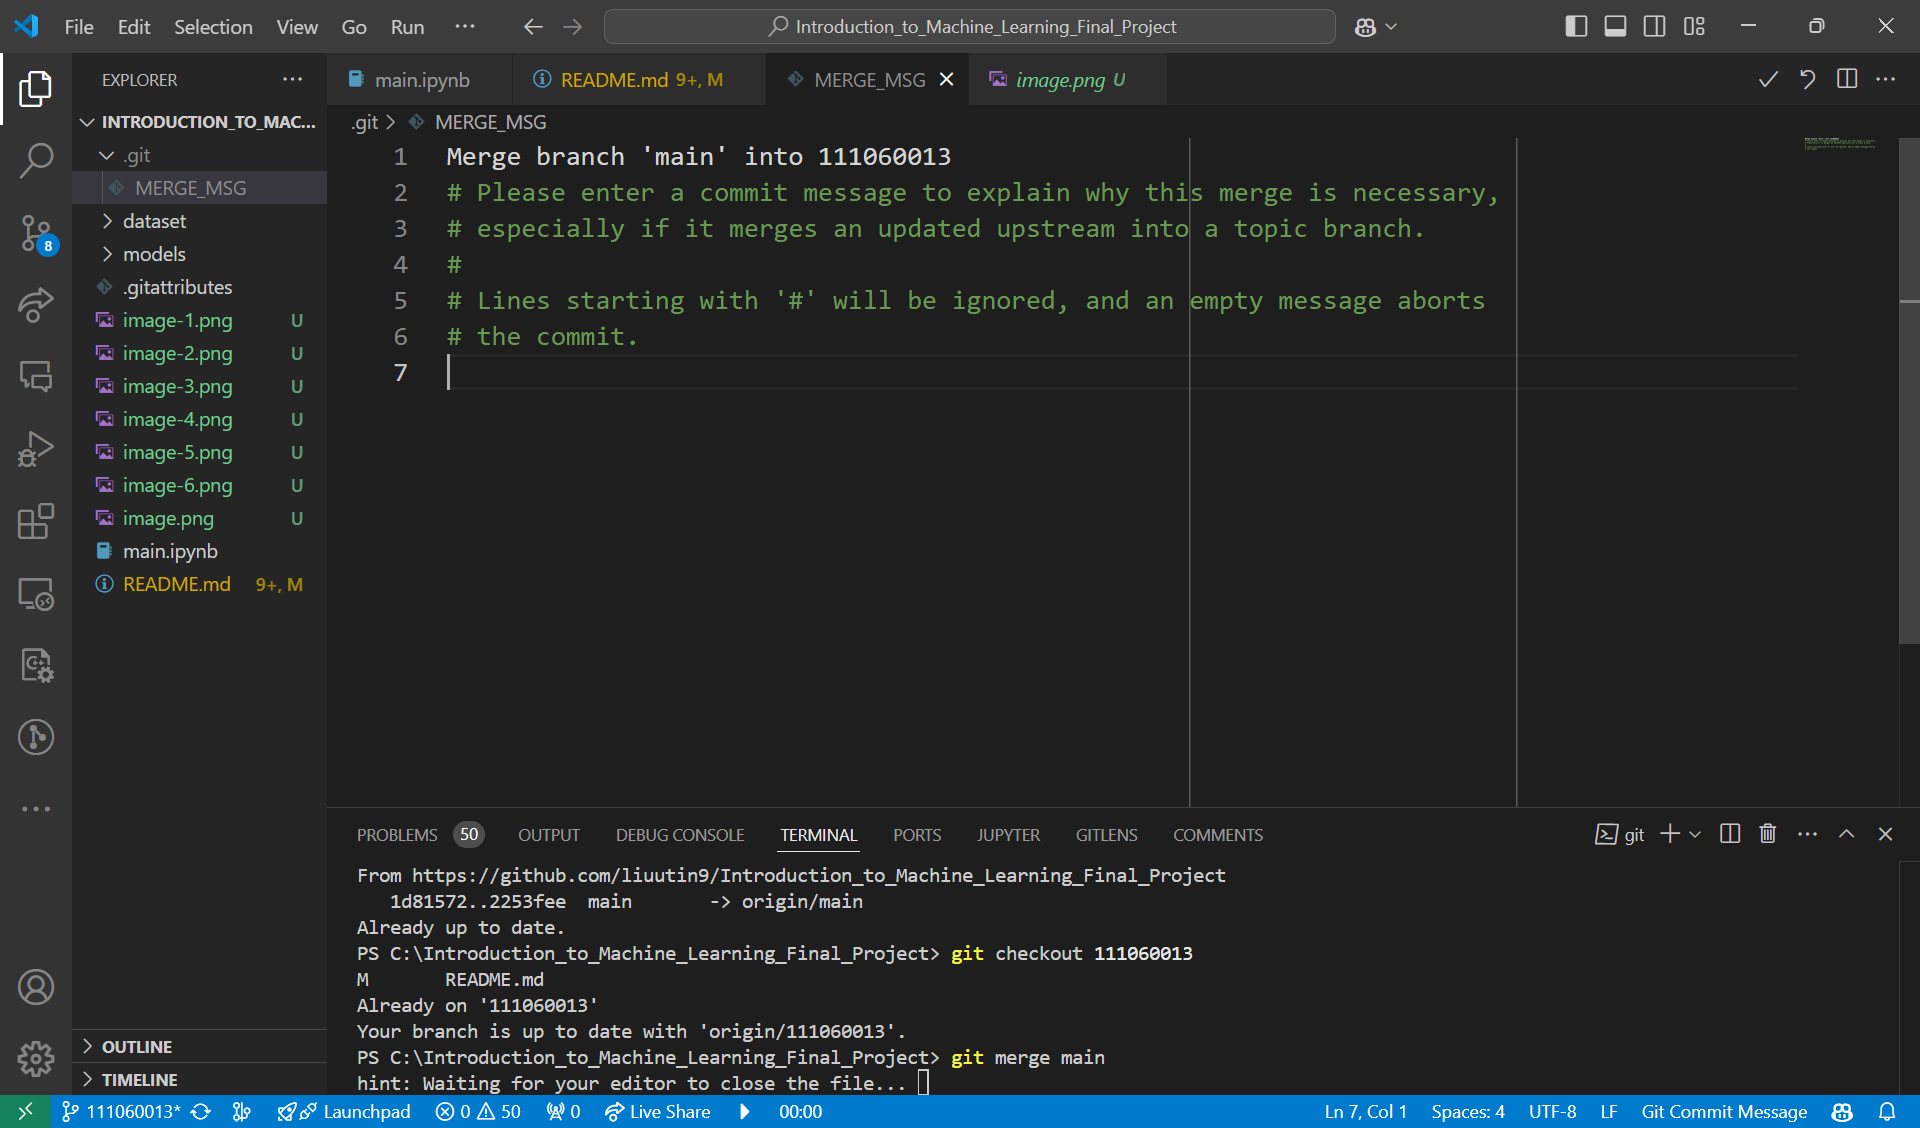 File Edit Selection View Go Run ··· Introduction_to_Machine_Learning_Final_Project
EXPLORER ···
INTRODUCTION_TO_MAC...
.git
MERGE_MSG
dataset
models
.gitattributes
image-1.png U
image-2.png U
image-3.png U
image-4.png U
image-5.png U
image-6.png U
image.png U
main.ipynb
README.md 9+, M
OUTLINE
TIMELINE
8
main.ipynb README.md 9+, M MERGE_MSG image.png U
.git > MERGE_MSG
1 Merge branch 'main' into 111060013
2 # Please enter a commit message to explain why this merge is necessary,
3 # especially if it merges an updated upstream into a topic branch.
4 #
5 # Lines starting with '#' will be ignored, and an empty message aborts
6 # the commit.
7
PROBLEMS 50 OUTPUT DEBUG CONSOLE TERMINAL PORTS JUPYTER GITLENS COMMENTS git
From https://github.com/liuutin9/Introduction_to_Machine_Learning_Final_Project
1d81572..2253fee main -> origin/main
Already up to date.
PS C:\Introduction_to_Machine_Learning_Final_Project> git checkout 111060013
M README.md
Already on '111060013'
Your branch is up to date with 'origin/111060013'.
PS C:\Introduction_to_Machine_Learning_Final_Project> git merge main
hint: Waiting for your editor to close the file...
111060013* Launchpad 0 50 0 Live Share 00:00 Ln 7, Col 1 Spaces: 4 UTF-8 LF Git Commit Message